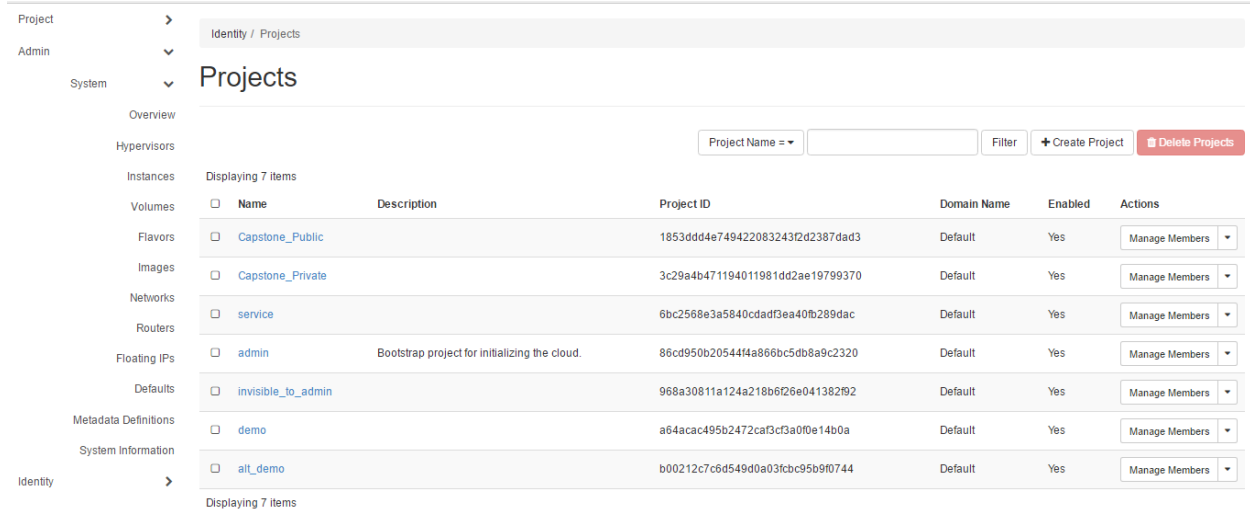 Project
Admin
System
Overview
Hypervisors
Instances
Volumes
Flavors
Images
Networks
Routers
Floating IPs
Defaults
Metadata Definitions
System Information
Identity
Identity / Projects
Projects
Project Name = Filter Create Project Delete Projects
Displaying 7 items
Name Description Project ID Domain Name Enabled Actions
Capstone_Public 1853ddd4e749422083243f2d2387dad3 Default Yes Manage Members
Capstone_Private 3c29a4b471194011981dd2ae19799370 Default Yes Manage Members
service 6bc2568e3a5840cdadf3ea40fb289dac Default Yes Manage Members
admin Bootstrap project for initializing the cloud. 86cd950b20544f4a866bc5db8a9c2320 Default Yes Manage Members
invisible_to_admin 968a30811a124a218b6f26e041382f92 Default Yes Manage Members
demo a64acac495b2472caf3cf3a0f0e14b0a Default Yes Manage Members
alt_demo b00212c7c6d549d0a03fcbc95b9f0744 Default Yes Manage Members
Displaying 7 items